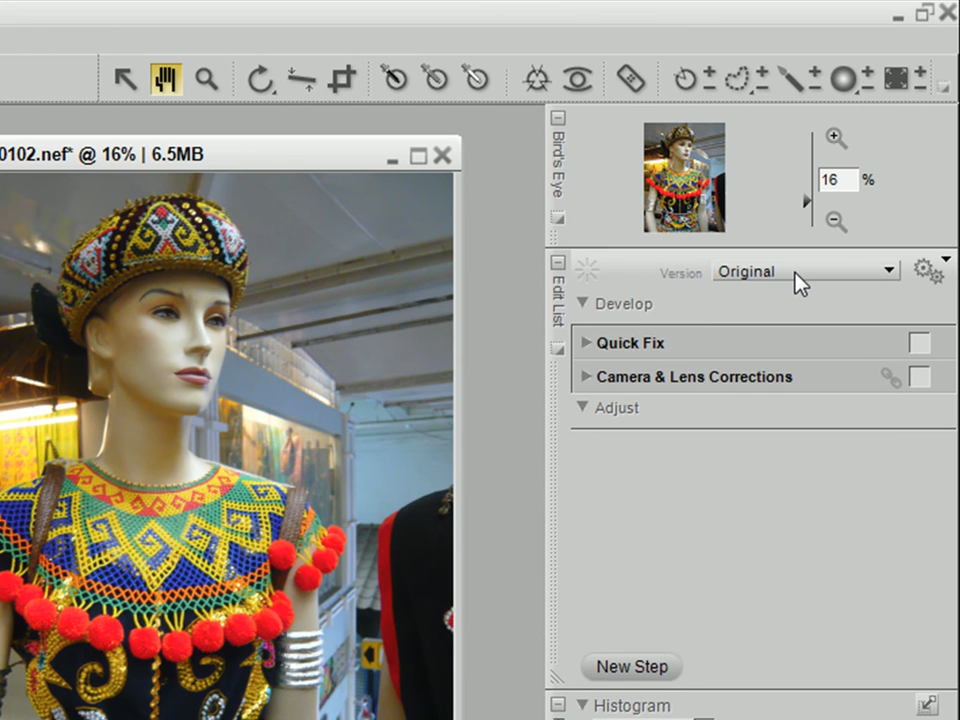 0102.nef* @ 16% | 6.5MB
Bird's Eye
16 %
Edit List
Version Original
Develop
Quick Fix
Camera & Lens Corrections
Adjust
New Step
Histogram